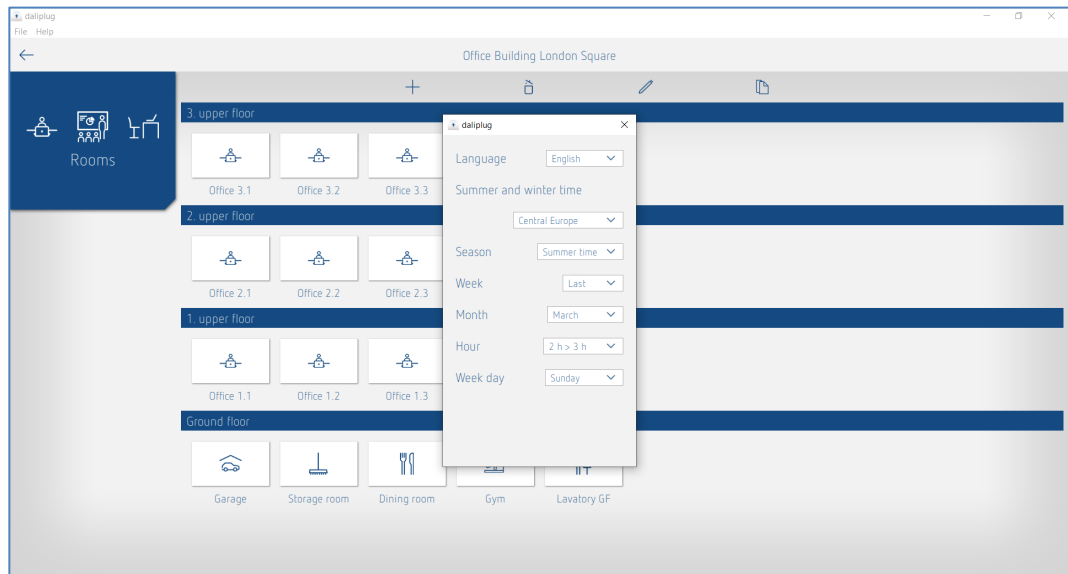 daliplug
File Help
Office Building London Square
Rooms
3. upper floor
Office 3.1 Office 3.2 Office 3.3
2. upper floor
Office 2.1 Office 2.2 Office 2.3
1. upper floor
Office 1.1 Office 1.2 Office 1.3
Ground floor
Garage Storage room Dining room Gym Lavatory GF
daliplug
Language English
Summer and winter time
Central Europe
Season Summer time
Week Last
Month March
Hour 2 h > 3 h
Week day Sunday